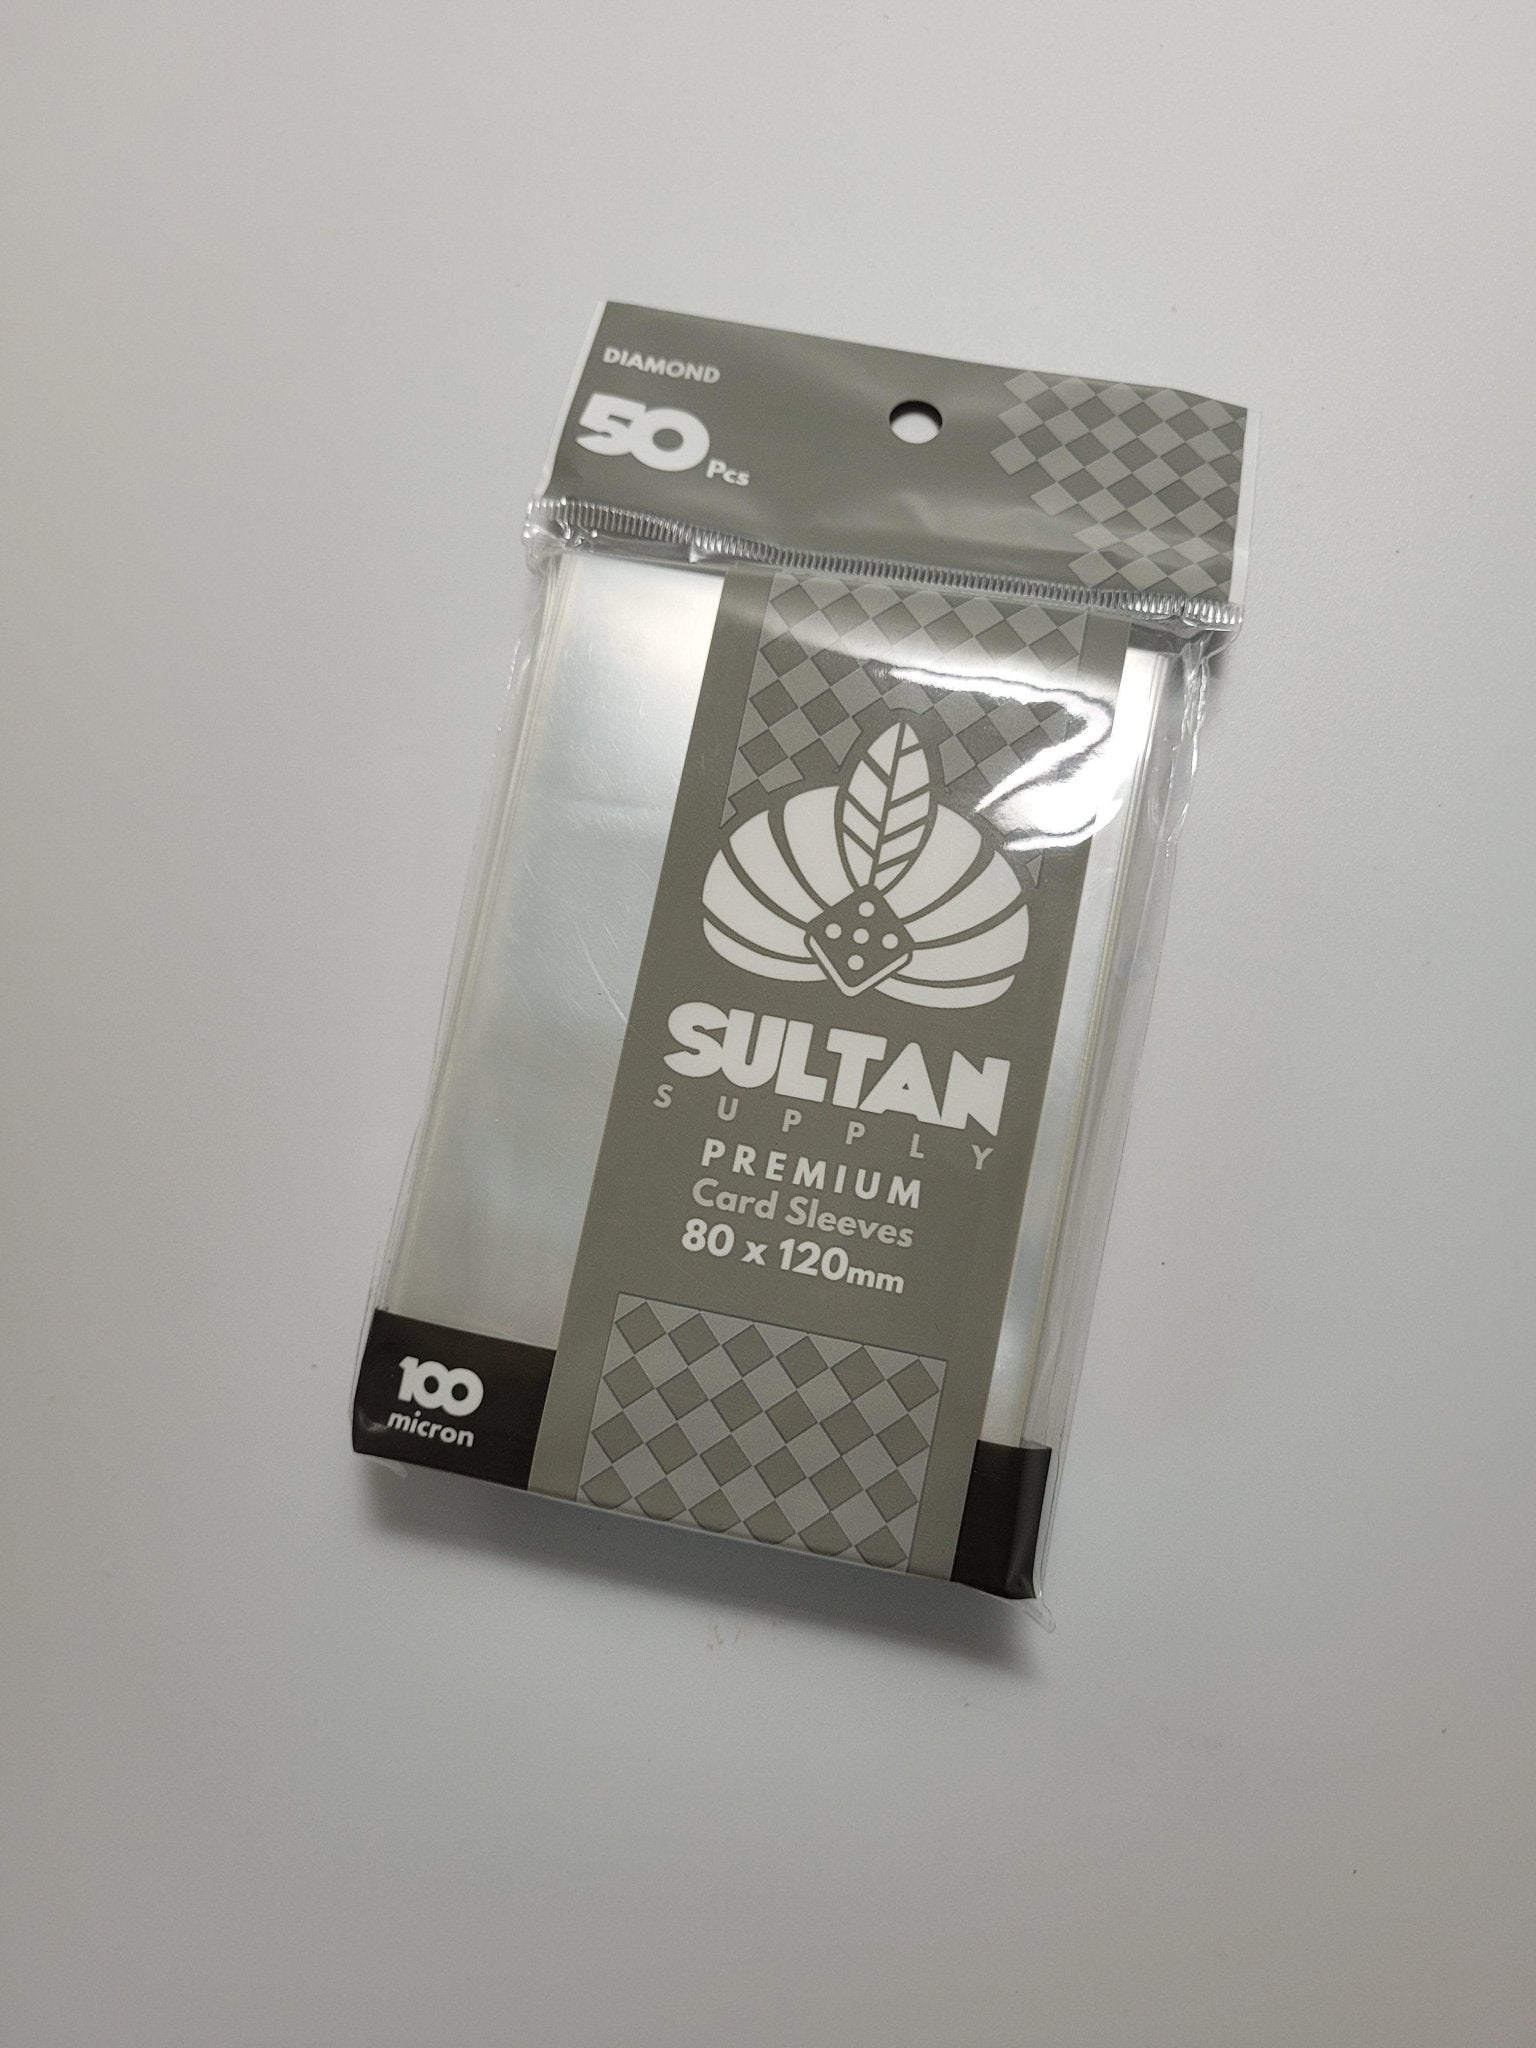 DIAMOND
50 Pcs
SULTAN
SUPPLY
PREMIUM
Card Sleeves
80 x 120mm
100
micron